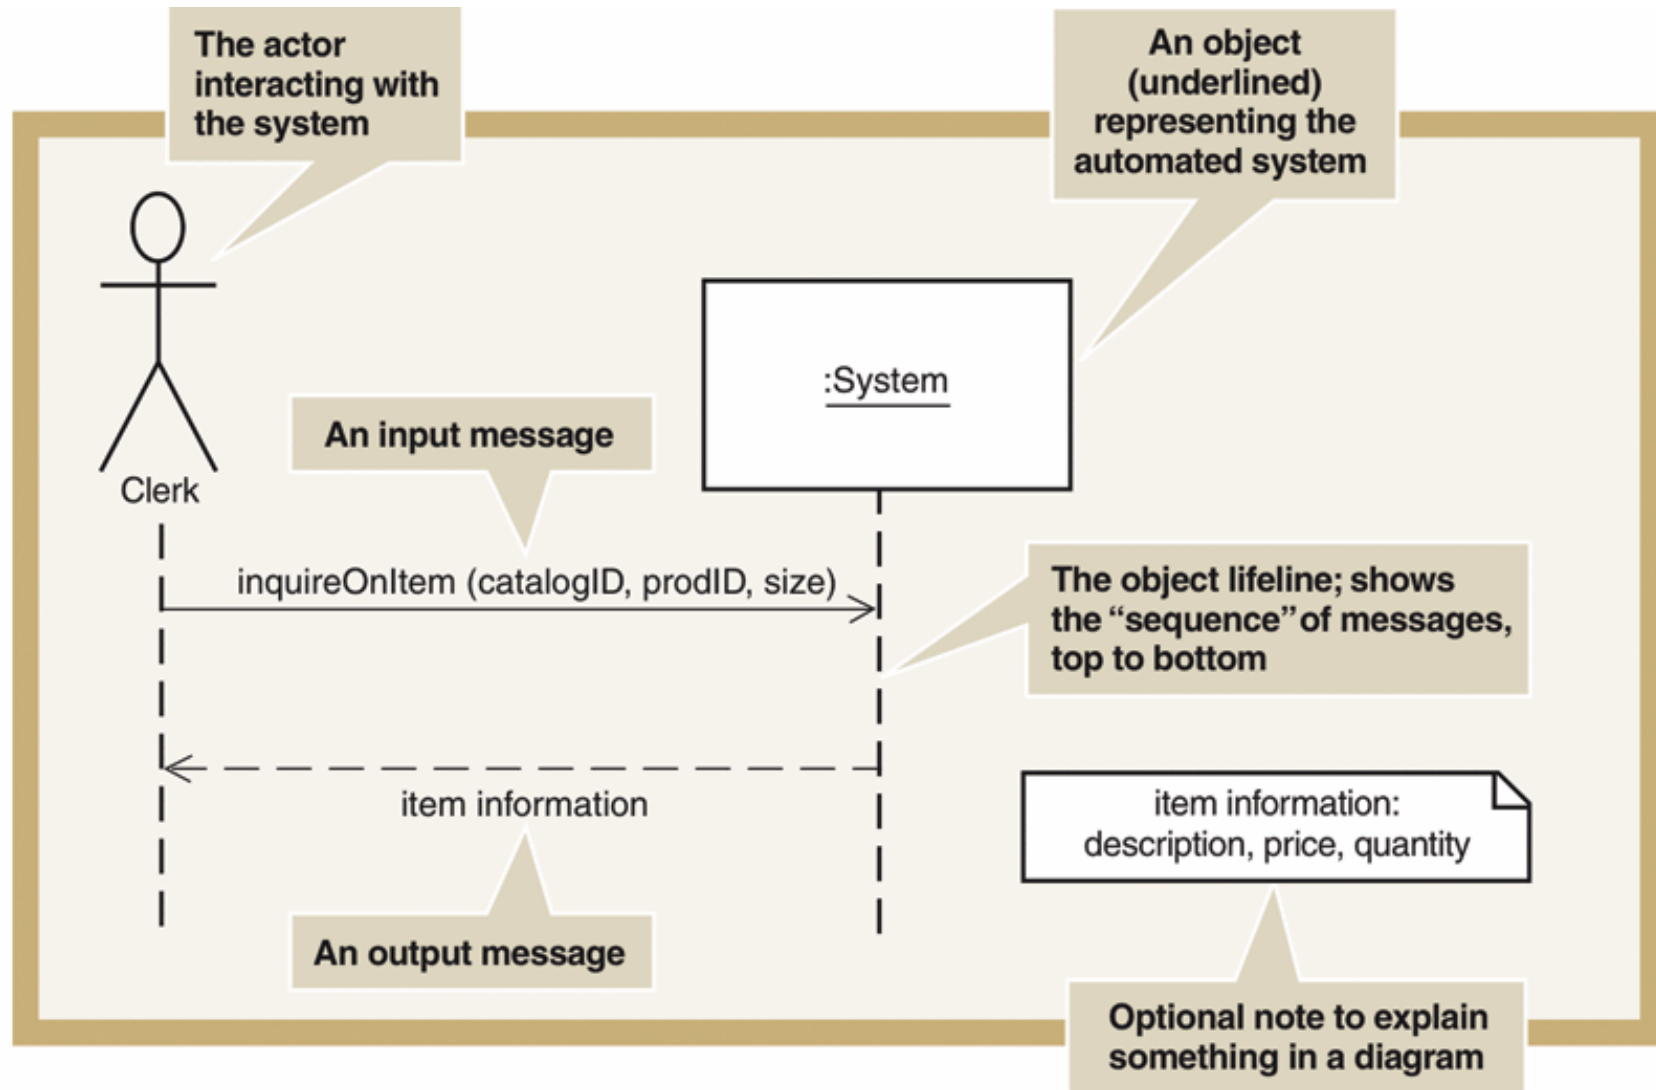 The actor
interacting with
the system
An object
(underlined)
representing the
automated system
:System
An input message
Clerk
inquireOnItem (catalogID, prodID, size)
The object lifeline; shows
the “sequence” of messages,
top to bottom
item information
item information:
description, price, quantity
An output message
Optional note to explain
something in a diagram